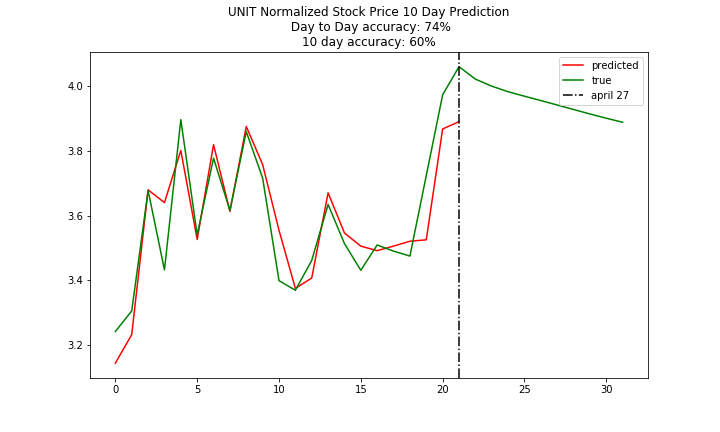 UNIT Normalized Stock Price 10 Day Prediction
Day to Day accuracy: 74%
10 day accuracy: 60%
predicted
true
april 27
4.0
3.8
3.6
3.4
3.2
0 5 10 15 20 25 30